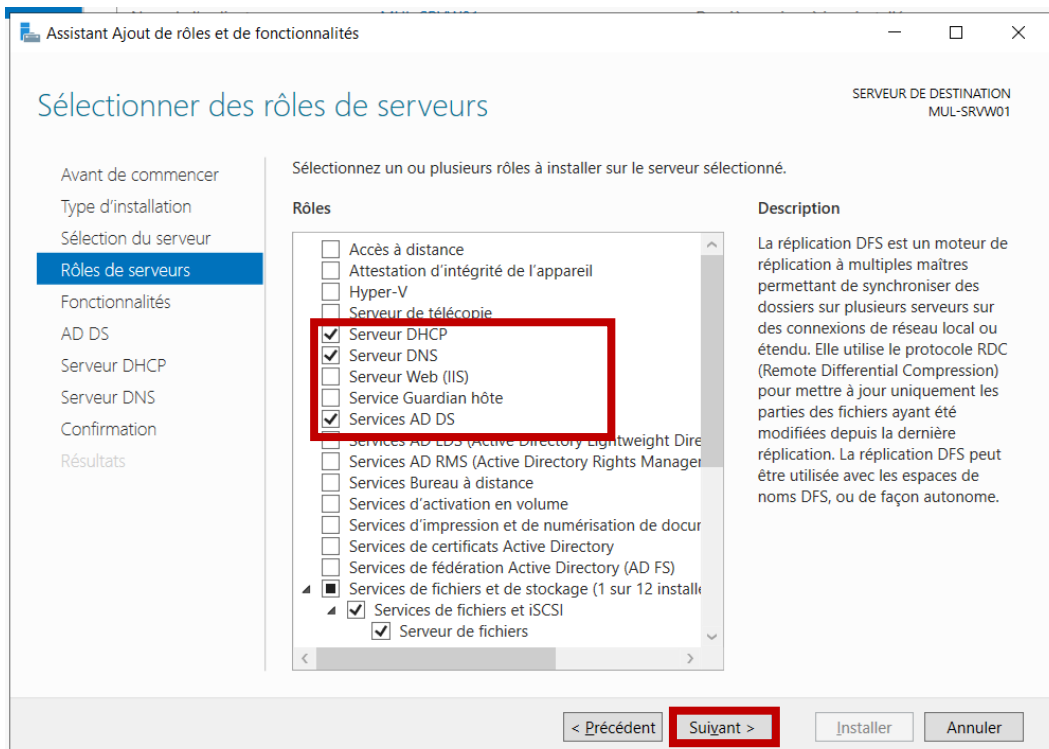 Assistant Ajout de rôles et de fonctionnalités
Sélectionner des rôles de serveurs
SERVEUR DE DESTINATION
MUL-SRVW01
Avant de commencer
Type d'installation
Sélection du serveur
Rôles de serveurs
Fonctionnalités
AD DS
Serveur DHCP
Serveur DNS
Confirmation
Résultats
Sélectionnez un ou plusieurs rôles à installer sur le serveur sélectionné.
Rôles
Accès à distance
Attestation d'intégrité de l'appareil
Hyper-V
Serveur de télécopie
Serveur DHCP
Serveur DNS
Serveur Web (IIS)
Service Guardian hôte
Services AD DS
Services AD LDS (Active Directory Lightweight Dire
Services AD RMS (Active Directory Rights Manager
Services Bureau à distance
Services d'activation en volume
Services d'impression et de numérisation de docur
Services de certificats Active Directory
Services de fédération Active Directory (AD FS)
Services de fichiers et de stockage (1 sur 12 installe
Services de fichiers et iSCSI
Serveur de fichiers
Description
La réplication DFS est un moteur de
réplication à multiples maîtres
permettant de synchroniser des
dossiers sur plusieurs serveurs sur
des connexions de réseau local ou
étendu. Elle utilise le protocole RDC
(Remote Differential Compression)
pour mettre à jour uniquement les
parties des fichiers ayant été
modifiées depuis la dernière
réplication. La réplication DFS peut
être utilisée avec les espaces de
noms DFS, ou de façon autonome.
< Précédent
Suivant >
Installer
Annuler